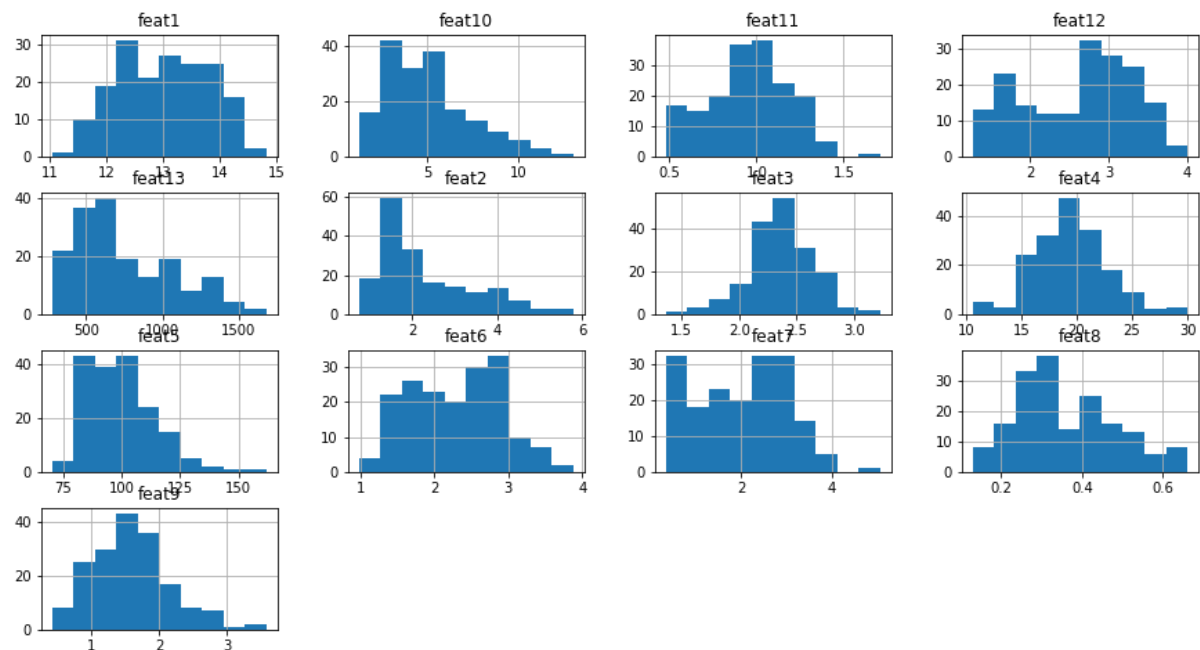 feat1 feat10 feat11 feat12
30 20 10 0
40 20 0
30 20 10 0
30 20 10 0
11 12 13 14 15
5 10
0.5 1.0 1.5
2 3 4
feat13 feat2 feat3 feat4
40 20 0
60 40 20 0
40 20 0
40 20 0
500 1000 1500
2 4 6
1.5 2.0 2.5 3.0
10 15 20 25 30
feat5 feat6 feat7 feat8
40 20 0
30 20 10 0
30 20 10 0
30 20 10 0
75 100 125 150
1 2 3 4
2 4
0.2 0.4 0.6
feat9
40 20 0
1 2 3